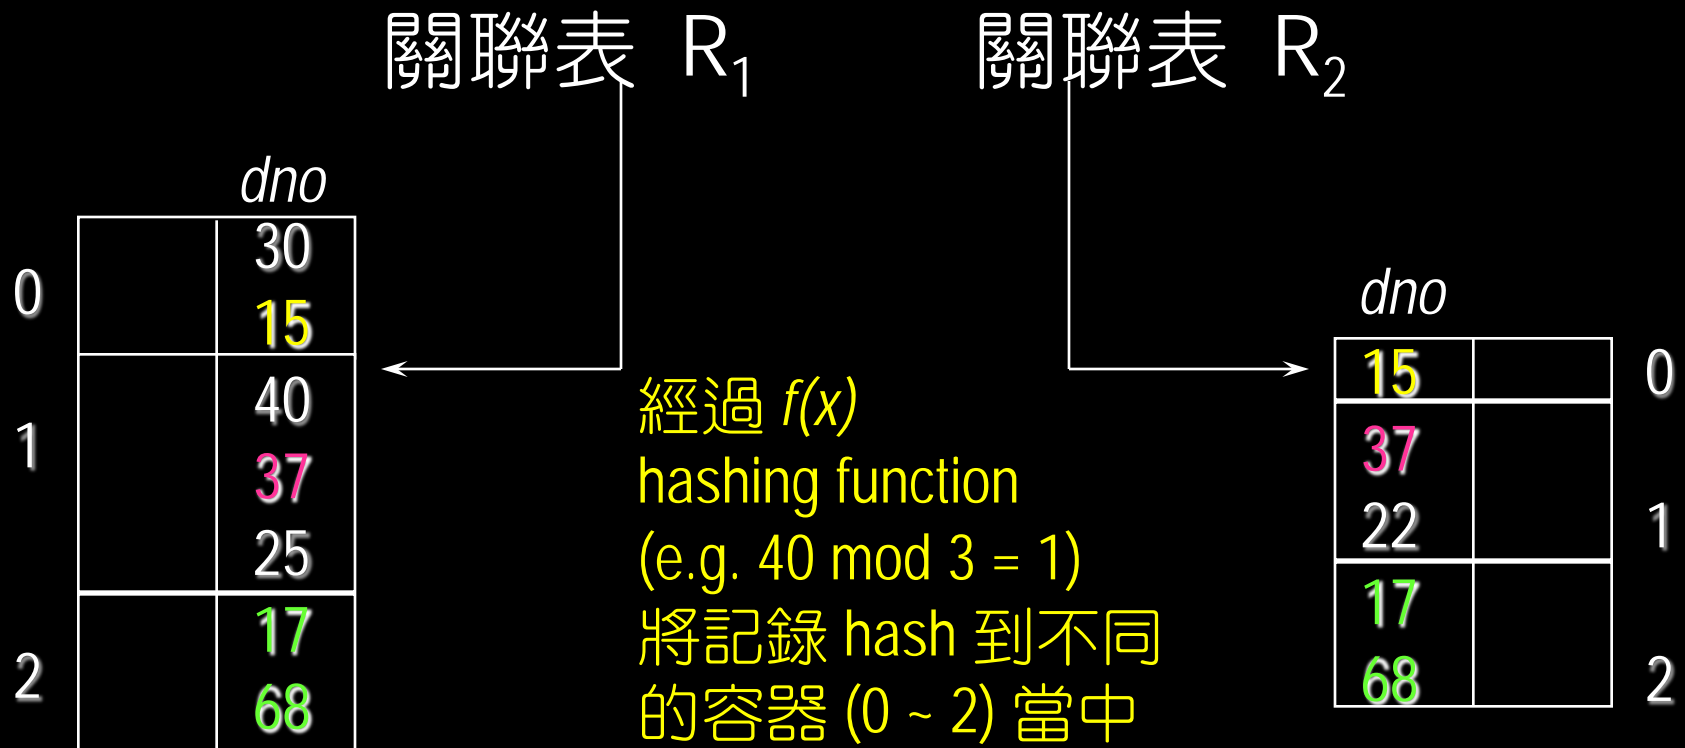 關聯表 R1
關聯表 R2
dno
30
0
15
40
1
37
25
17
2
68
經過 f(x)
hashing function
(e.g. 40 mod 3 = 1)
將記錄 hash 到不同
的容器 (0 ~ 2) 當中
dno
15
0
37
22
1
17
68
2